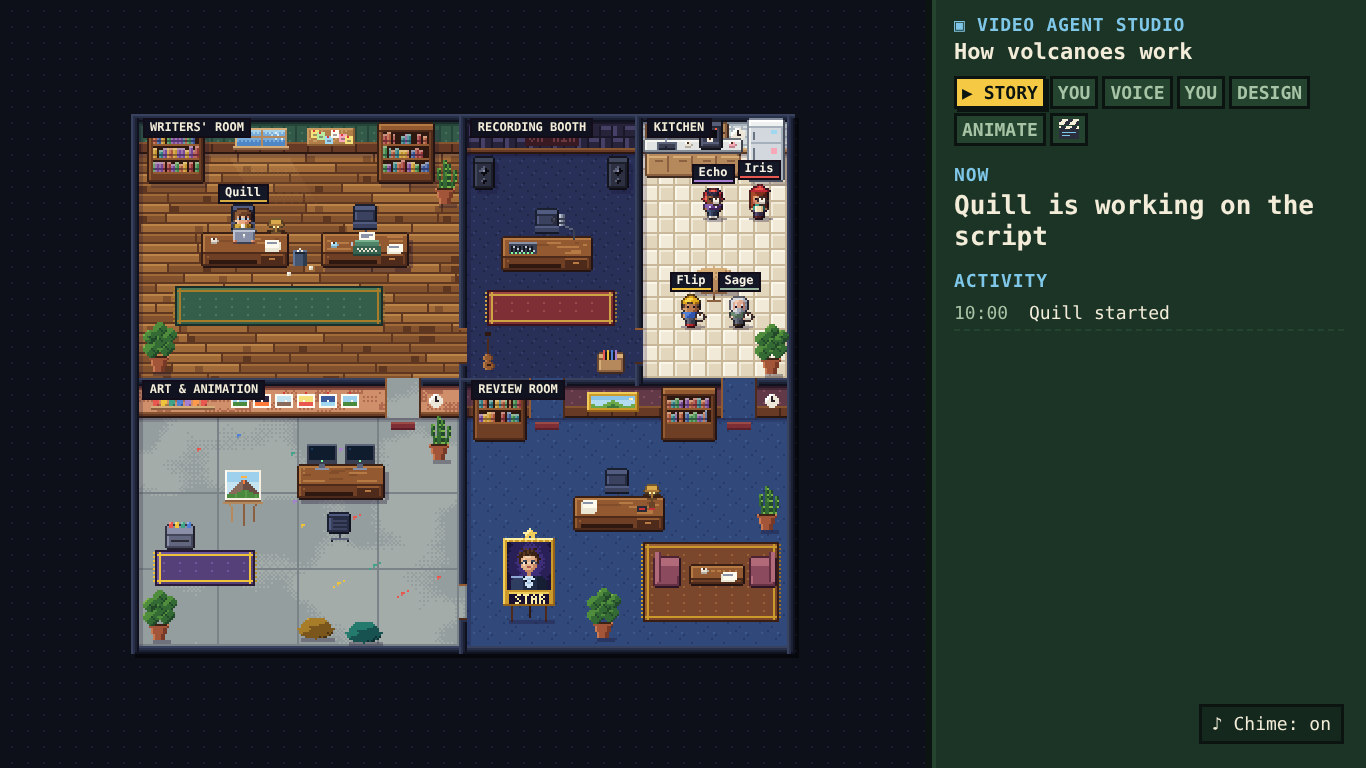 WRITERS' ROOM
RECORDING BOOTH
KITCHEN
Echo
Iris
Quill
Flip
Sage
ART & ANIMATION
REVIEW ROOM
STAR
▣ VIDEO AGENT STUDIO
How volcanoes work
▶ STORY
YOU
VOICE
YOU
DESIGN
ANIMATE
NOW
Quill is working on the
script
ACTIVITY
10:00 Quill started
♪ Chime: on